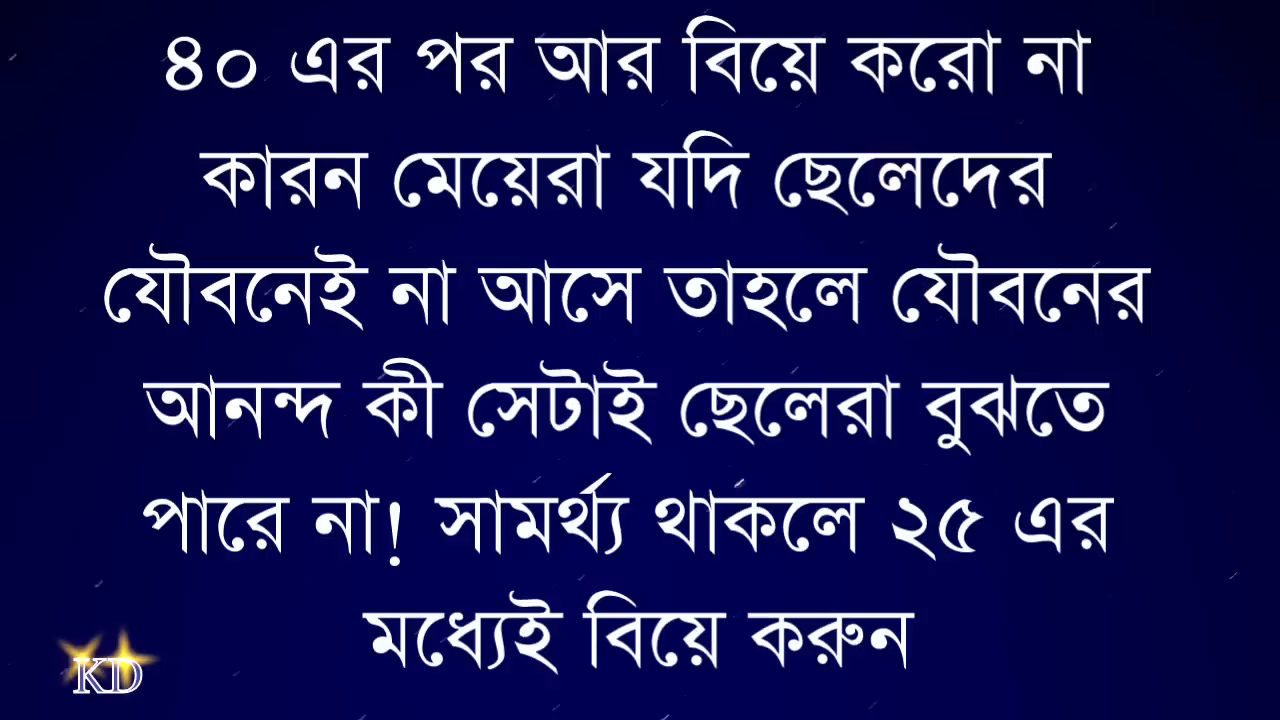 ৪০ এর পর আর বিয়ে করো না
কারন মেয়েরা যদি ছেলেদের
যৌবনেই না আসে তাহলে যৌবনের
আনন্দ কী সেটাই ছেলেরা বুঝতে
পারে না! সামর্থ্য থাকলে ২৫ এর
মধ্যেই বিয়ে করুন
KD